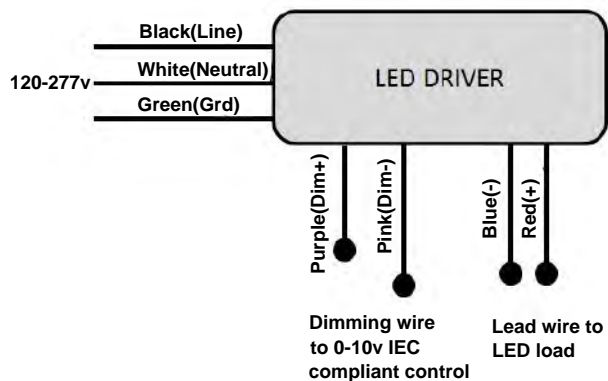 Black(Line)
120-277v
White(Neutral)
Green(Grd)
LED DRIVER
Purple(Dim+)
Pink(Dim-)
Blue(-)
Red(+)
Dimming wire
to 0-10v IEC
compliant control
Lead wire to
LED load